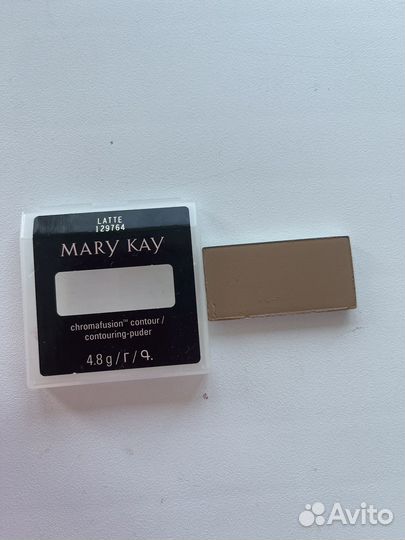 LATTE
129764
MARY KAY
chromafusion™ contour /
contouring-puder
4.8 g / г / գ.
Avito